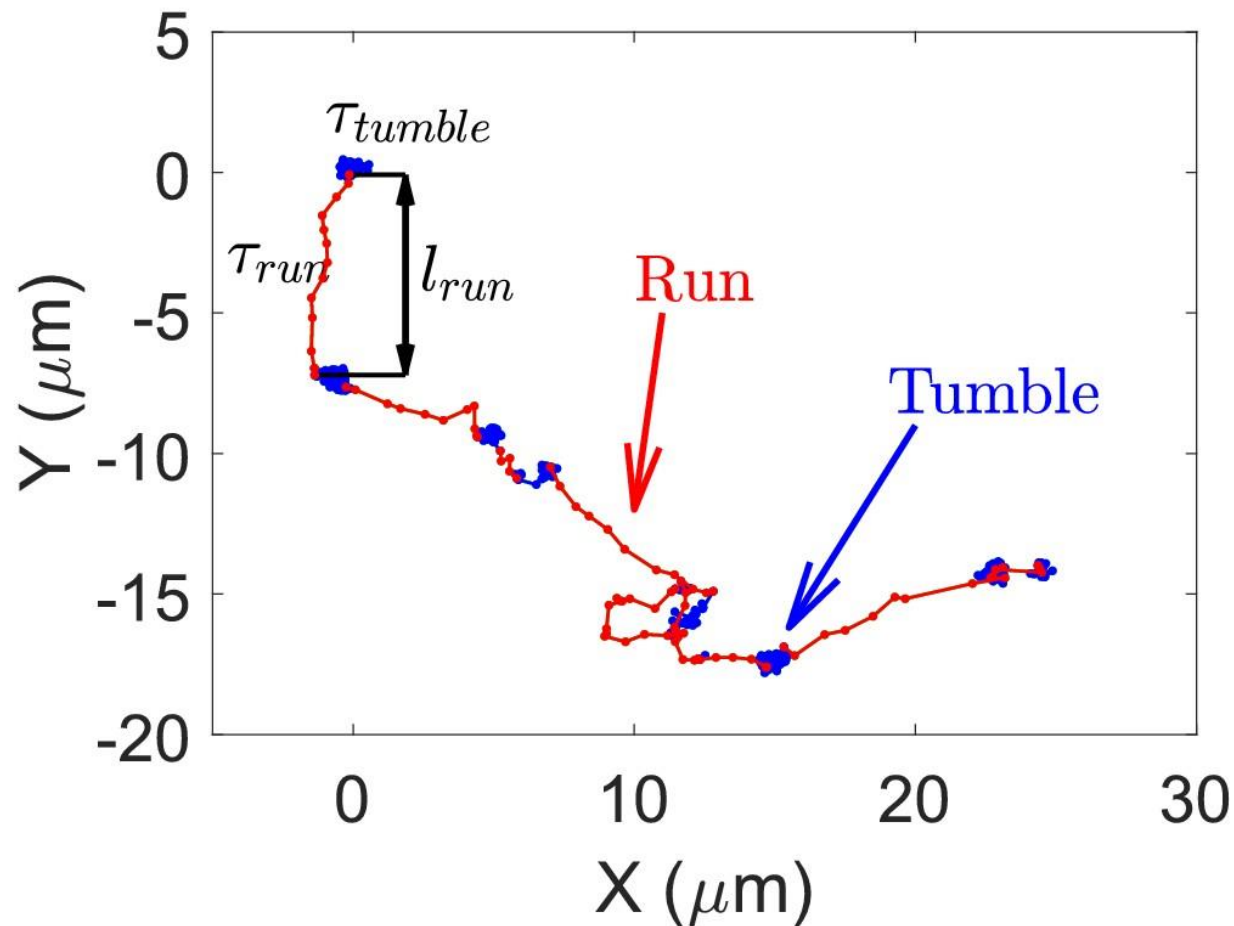 5
0
-5
-10
-15
-20
Y (μm)
τ_tumble
τ_run
l_run
Run
Tumble
0 10 20 30
X (μm)